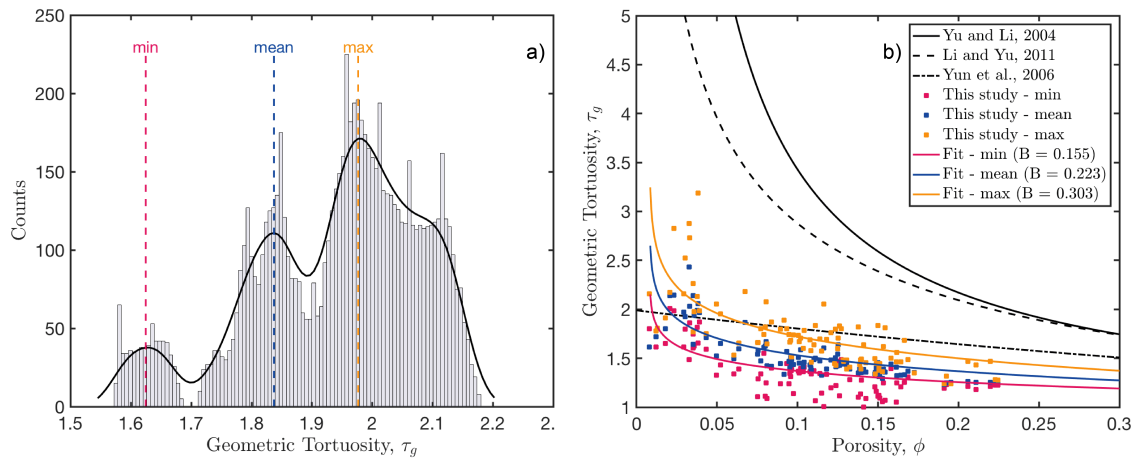 250
200
150
100
50
0
Counts
min
mean
max
a)
1.5
1.6
1.7
1.8
1.9
2
2.1
2.2
2.
Geometric Tortuosity, τg
5
4.5
4
3.5
3
2.5
2
1.5
1
Geometric Tortuosity, τg
b)
Yu and Li, 2004
Li and Yu, 2011
Yun et al., 2006
This study - min
This study - mean
This study - max
Fit - min (B = 0.155)
Fit - mean (B = 0.223)
Fit - max (B = 0.303)
0
0.05
0.1
0.15
0.2
0.25
0.3
Porosity, ϕ